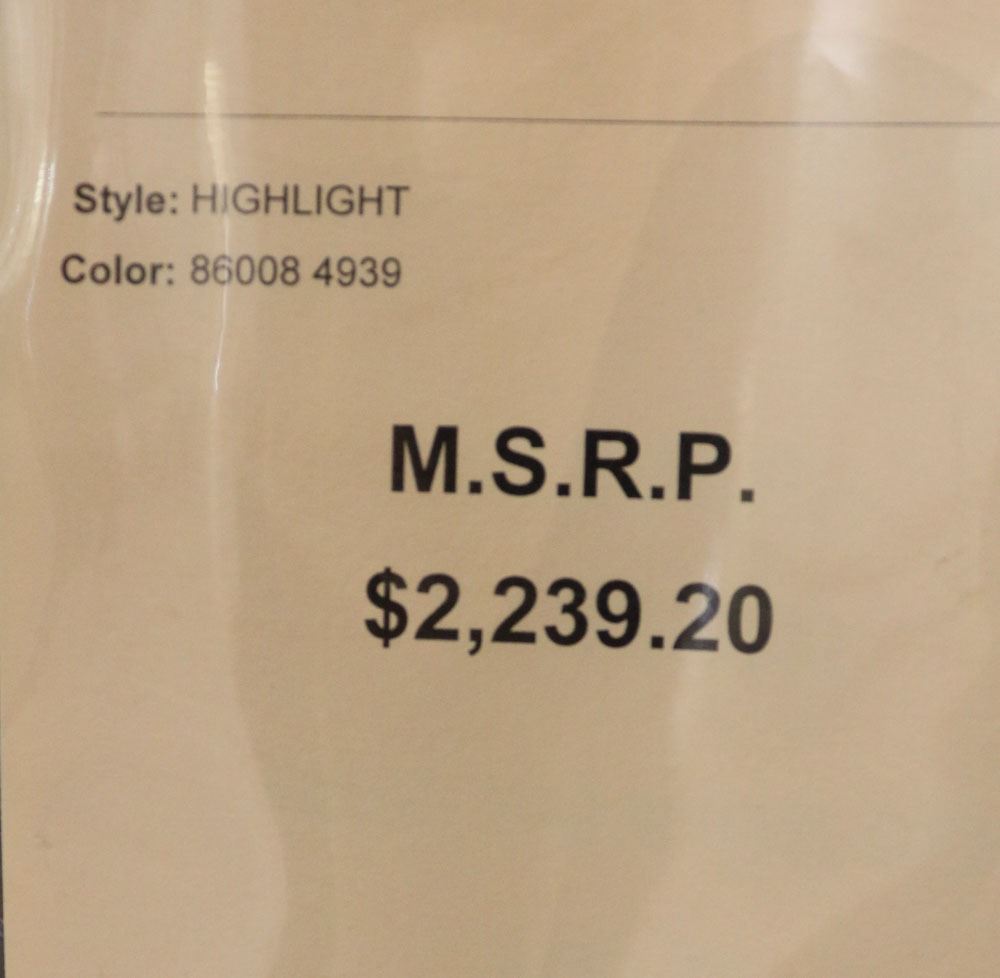 Style: HIGHLIGHT
Color: 86008 4939
M.S.R.P.
$2,239.20